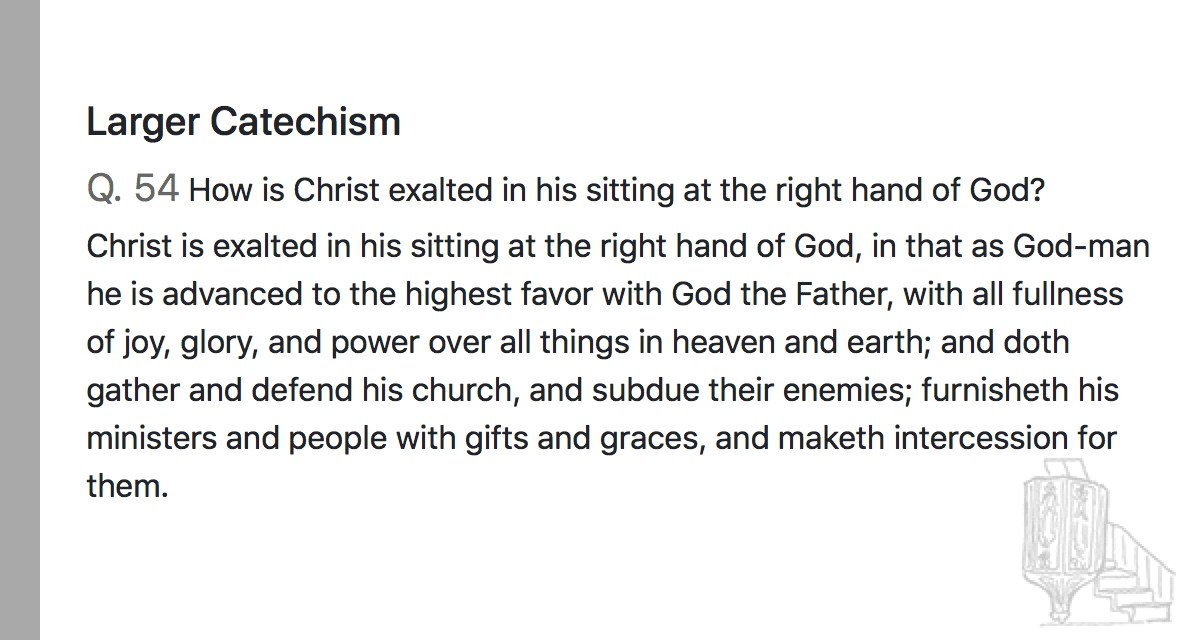 Larger Catechism
Q. 54 How is Christ exalted in his sitting at the right hand of God?
Christ is exalted in his sitting at the right hand of God, in that as God-man
he is advanced to the highest favor with God the Father, with all fullness
of joy, glory, and power over all things in heaven and earth; and doth
gather and defend his church, and subdue their enemies; furnisheth his
ministers and people with gifts and graces, and maketh intercession for
them.